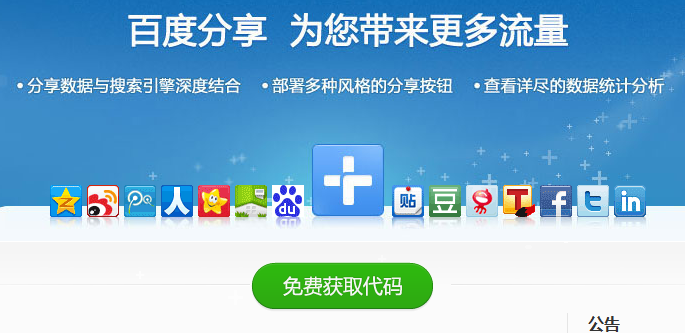 百度分享 为您带来更多流量
• 分享数据与搜索引擎深度结合 • 部署多种风格的分享按钮 • 查看详尽的数据统计分析
人 du 贴 豆 T f t in
免费获取代码
公告